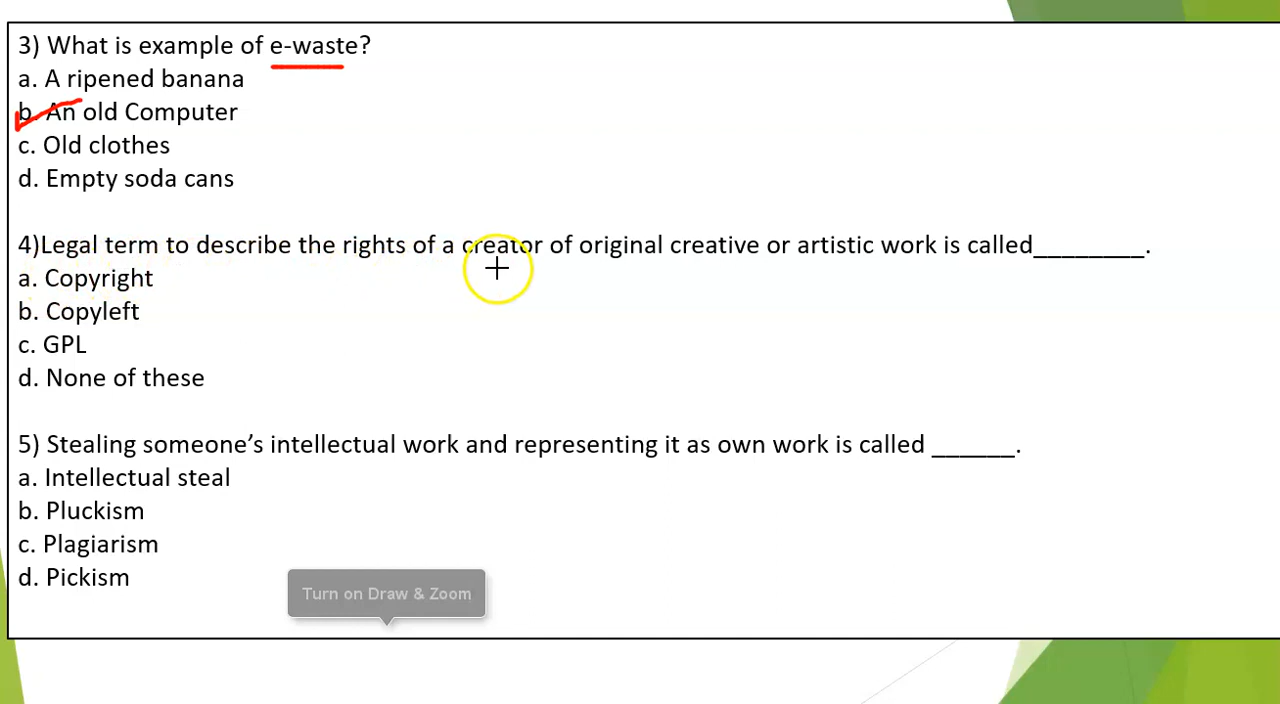 3) What is example of e-waste?
a. A ripened banana
b. An old Computer
c. Old clothes
d. Empty soda cans
4)Legal term to describe the rights of a creator of original creative or artistic work is called________.
a. Copyright
b. Copyleft
c. GPL
d. None of these
5) Stealing someone’s intellectual work and representing it as own work is called ______.
a. Intellectual steal
b. Pluckism
c. Plagiarism
d. Pickism
Turn on Draw & Zoom